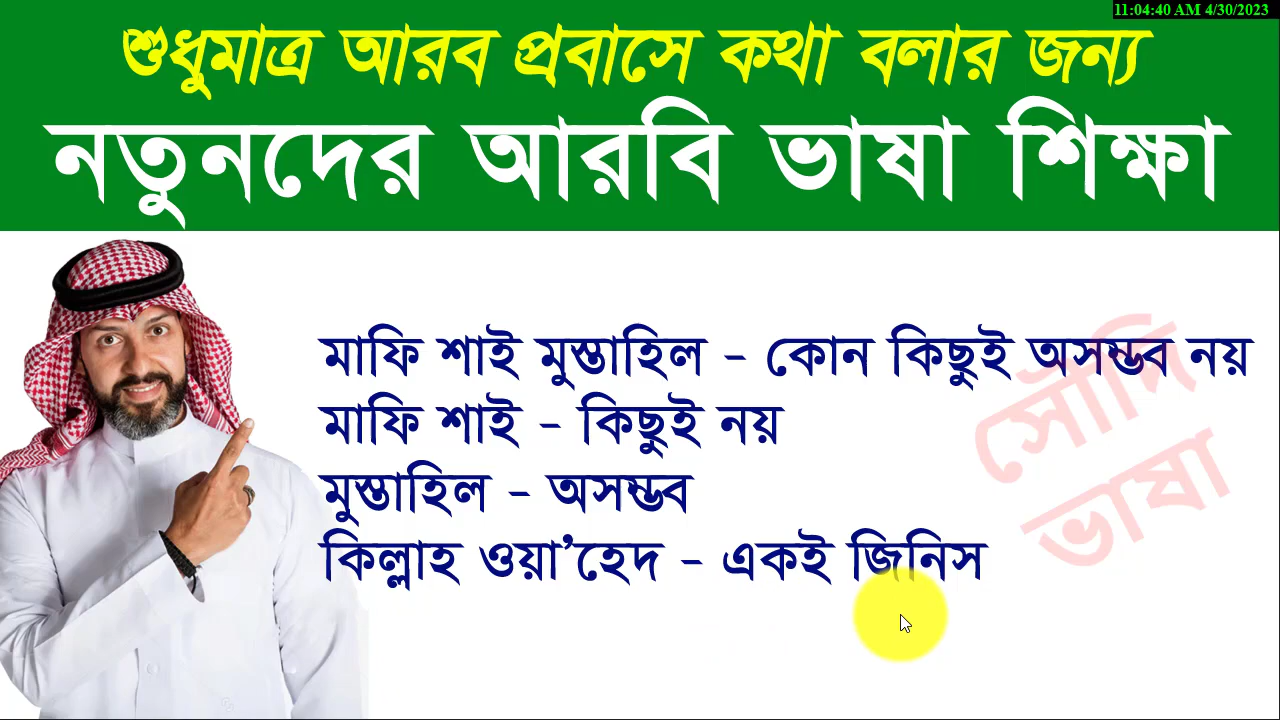 11:04:40 AM 4/30/2023
শুধুমাত্র আরব প্রবাসে কথা বলার জন্য
নতুনদের আরবি ভাষা শিক্ষা
মাফি শাই মুস্তাহিল - কোন কিছুই অসম্ভব নয়
মাফি শাই - কিছুই নয়
মুস্তাহিল - অসম্ভব
কিল্লাহ ওয়া’হেদ - একই জিনিস
সৌদি
ভাষা